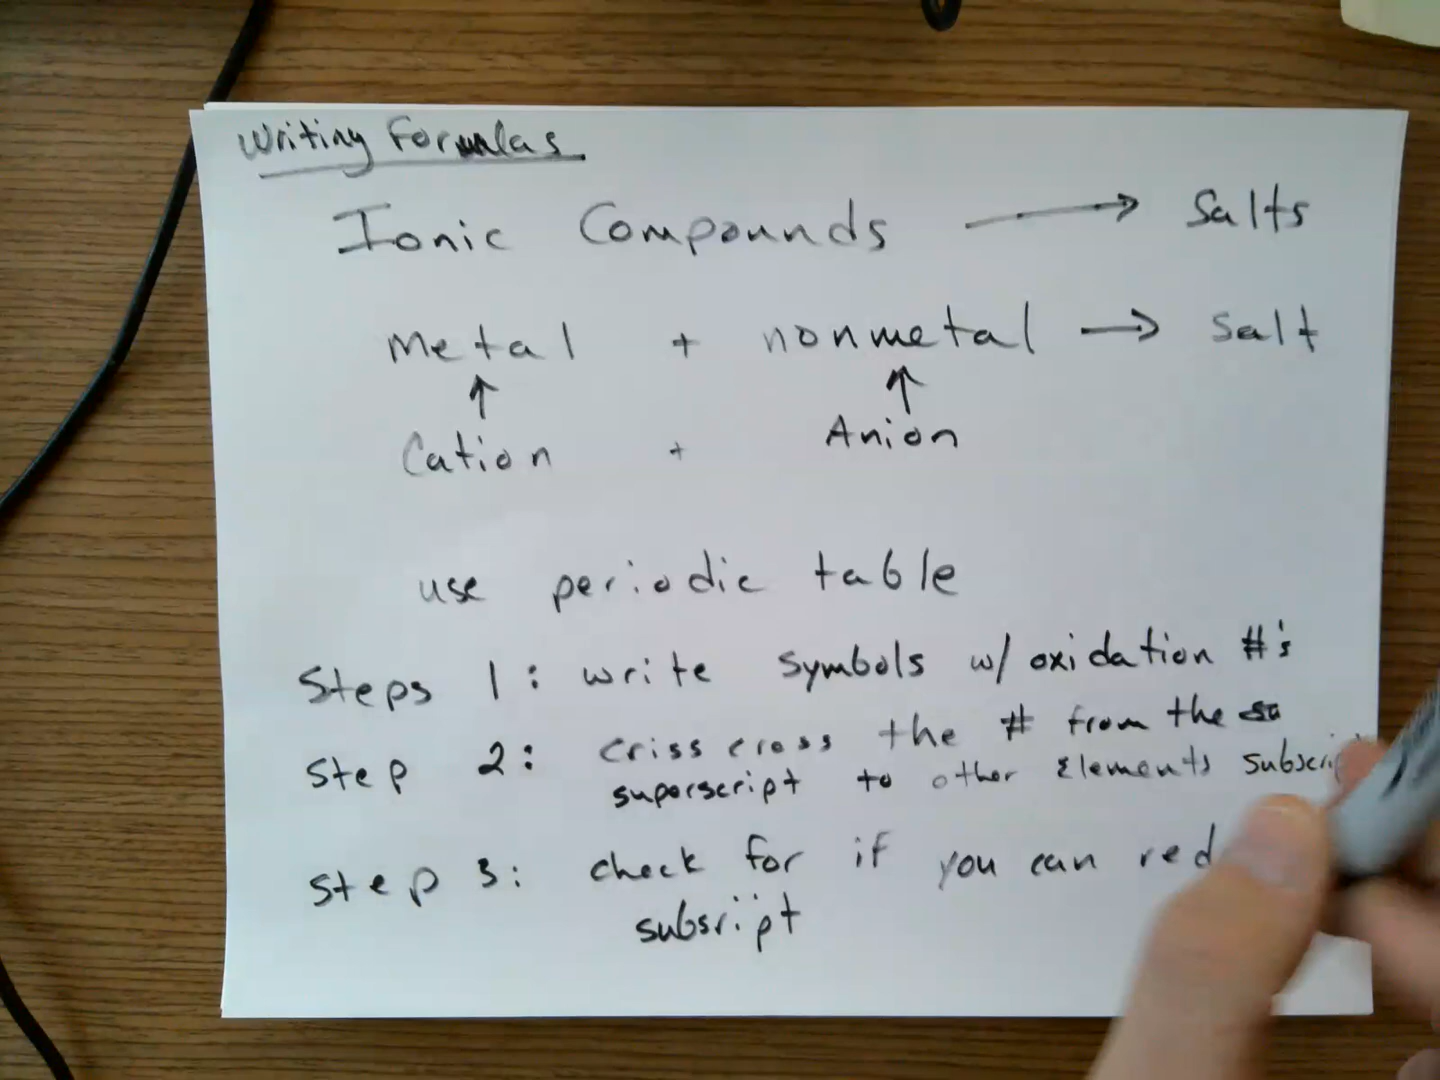 Writing Formulas
Ionic Compounds → Salts
metal + nonmetal → salt
↑ ↑
Cation + Anion
use periodic table
Steps 1: write symbols w/ oxidation #'s
Step 2: criss cross the # from the
superscript to other Elements
Step 3: check for if you can
subsript